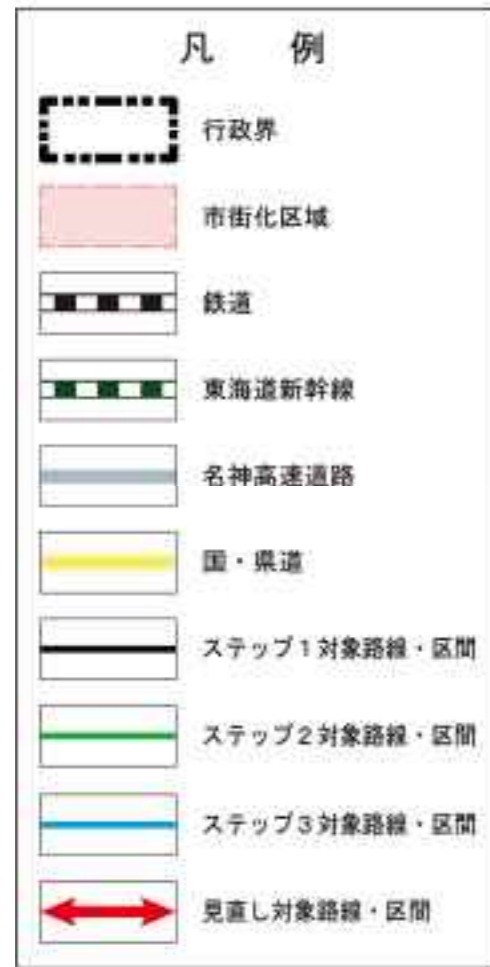 凡 例
行政界
市街化区域
鉄道
東海道新幹線
名神高速道路
国・県道
ステップ1対象路線・区間
ステップ2対象路線・区間
ステップ3対象路線・区間
見直し対象路線・区間